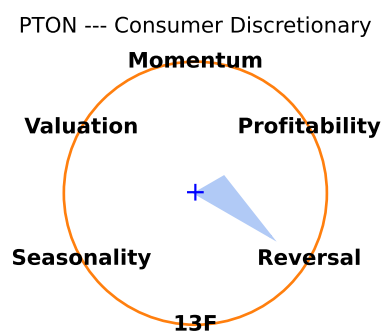 PTON --- Consumer Discretionary
Momentum
Valuation
Profitability
Seasonality
Reversal
13F